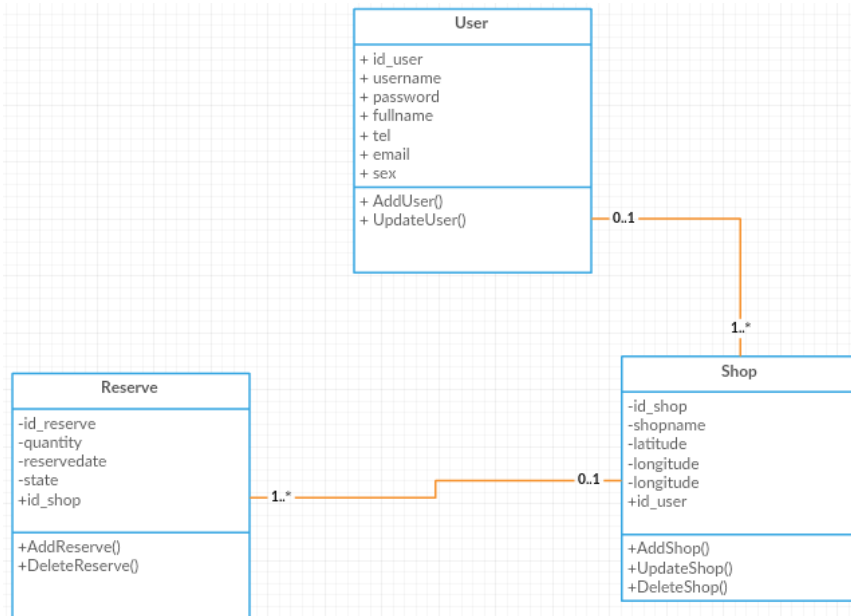 User
+ id_user
+ username
+ password
+ fullname
+ tel
+ email
+ sex
+ AddUser()
+ UpdateUser()
0..1
1..*
Shop
-id_shop
-shopname
-latitude
-longitude
-longitude
+id_user
+AddShop()
+UpdateShop()
+DeleteShop()
0..1
1..*
Reserve
-id_reserve
-quantity
-reservedate
-state
+id_shop
+AddReserve()
+DeleteReserve()